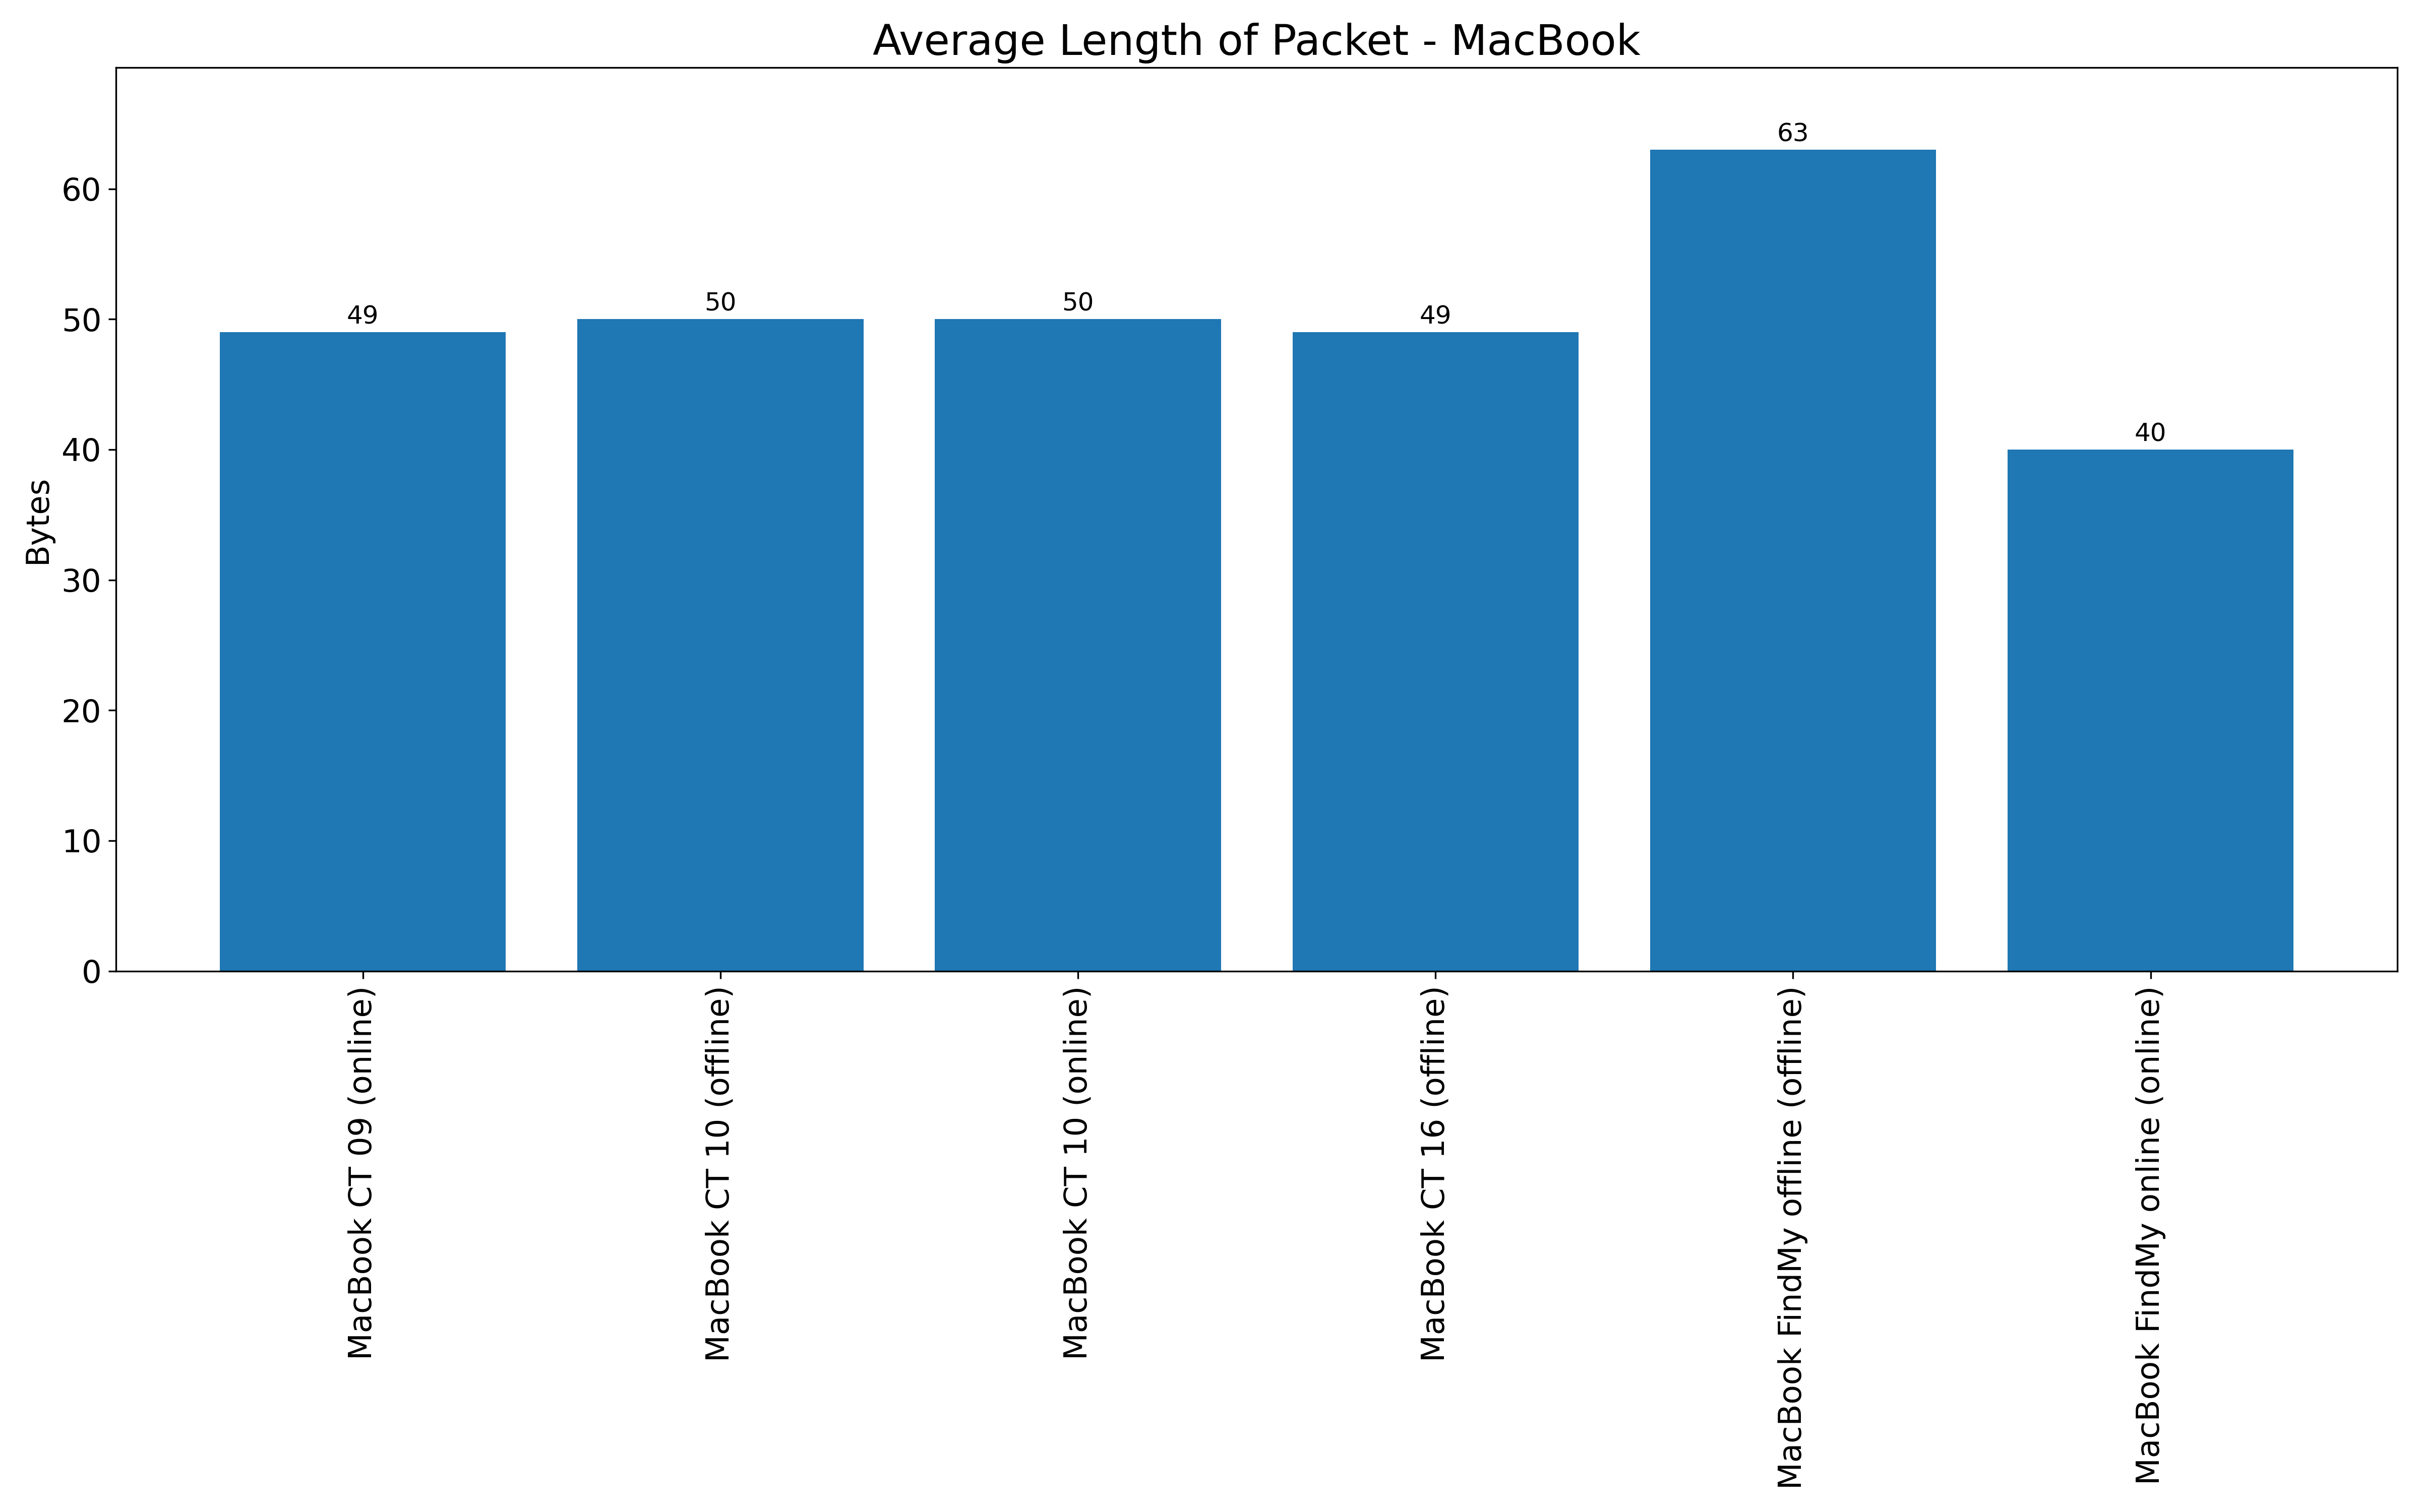 Average Length of Packet - MacBook
Bytes
60
50
40
30
20
10
0
49
50
50
49
63
40
MacBook CT 09 (online)
MacBook CT 10 (offline)
MacBook CT 10 (online)
MacBook CT 16 (offline)
MacBook FindMy offline (offline)
MacBook FindMy online (online)